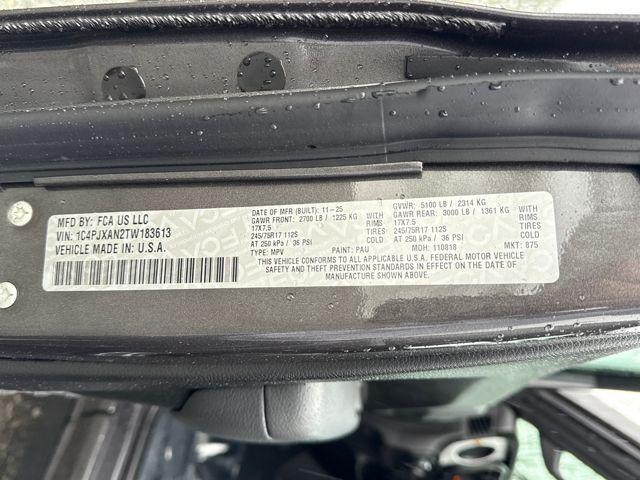 MFD BY: FCA US LLC
VIN: 1C4PJXAN2TW183613
VEHICLE MADE IN: U.S.A.
DATE OF MFR (BUILT): 11-25
GAWR FRONT: 2700 LB / 1225 KG
17X7.5 RIMS
245/75R17 112S TIRES
AT 250 kPa / 36 PSI COLD
TYPE: MPV PAINT: PAU
GVWR: 5100 LB / 2314 KG
GAWR REAR: 3000 LB / 1361 KG
17X7.5 RIMS
245/75R17 112S TIRES
AT 250 kPa / 36 PSI COLD
MDH: 110818 MKT: 875
THIS VEHICLE CONFORMS TO ALL APPLICABLE U.S.A. FEDERAL MOTOR VEHICLE
SAFETY AND THEFT PREVENTION STANDARDS IN EFFECT ON THE DATE OF
MANUFACTURE SHOWN ABOVE.